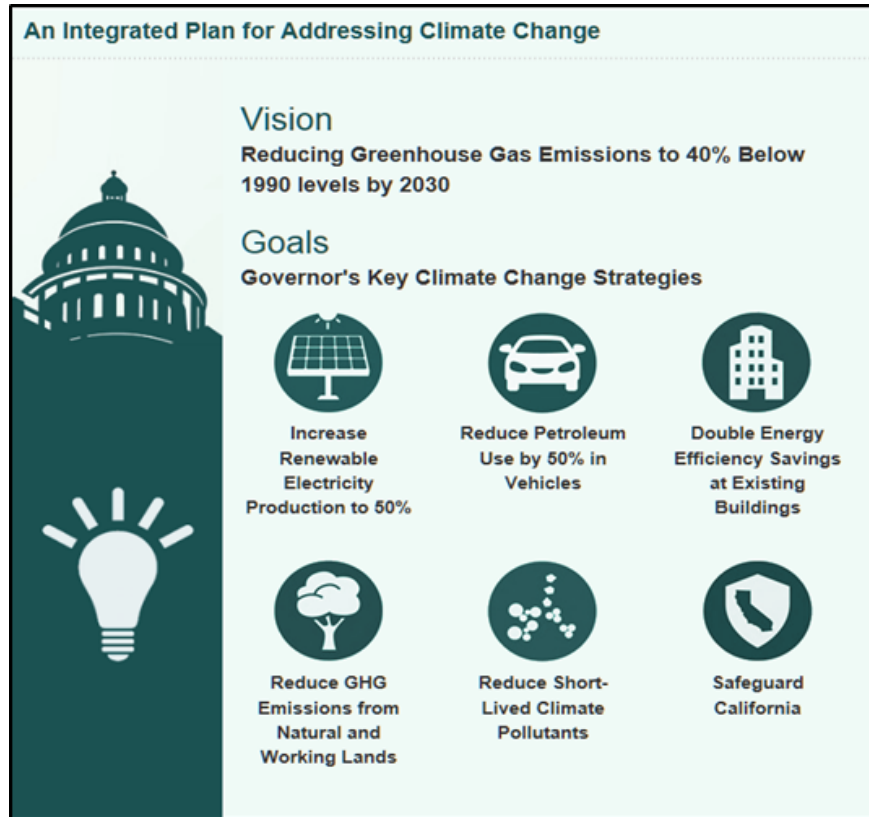 An Integrated Plan for Addressing Climate Change
Vision
Reducing Greenhouse Gas Emissions to 40% Below
1990 levels by 2030
Goals
Governor's Key Climate Change Strategies
Increase
Renewable
Electricity
Production to 50%
Reduce Petroleum
Use by 50% in
Vehicles
Double Energy
Efficiency Savings
at Existing
Buildings
Reduce GHG
Emissions from
Natural and
Working Lands
Reduce Short-
Lived Climate
Pollutants
Safeguard
California